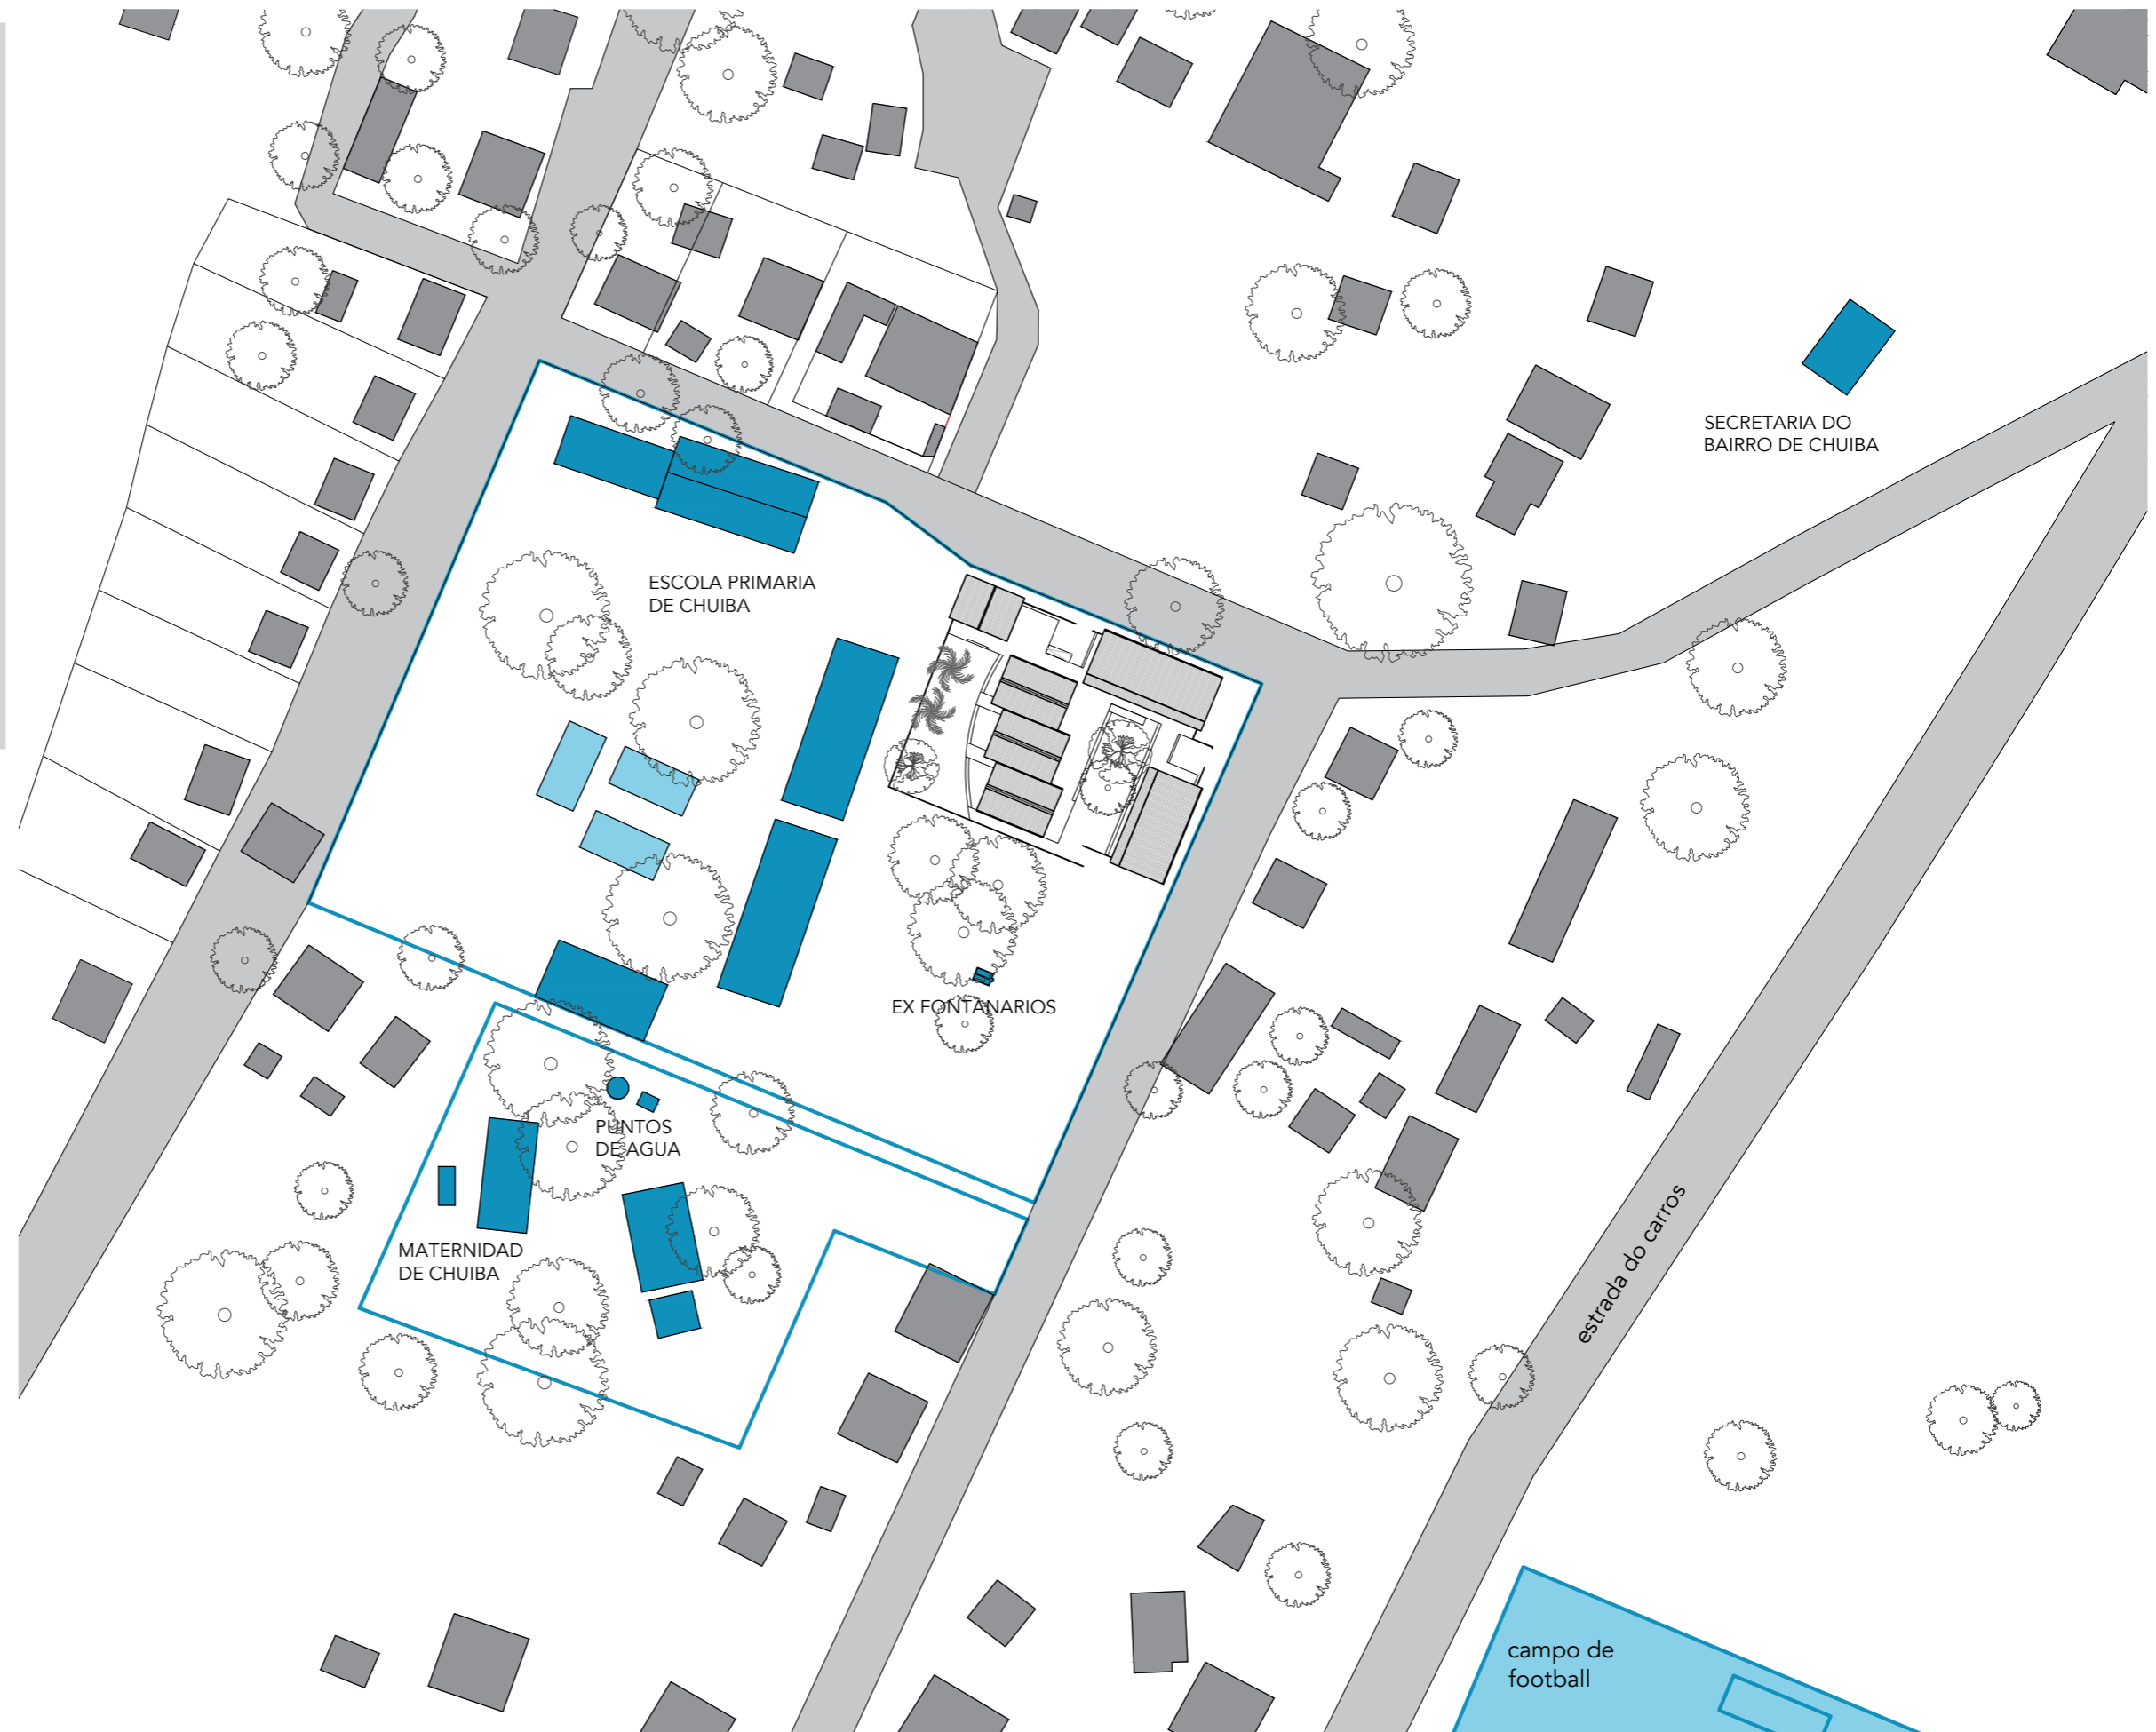 SECRETARIA DO
BAIRRO DE CHUIBA
ESCOLA PRIMARIA
DE CHUIBA
EX FONTANARIOS
PUNTOS
DE AGUA
MATERNIDAD
DE CHUIBA
estrada do carros
campo de
football